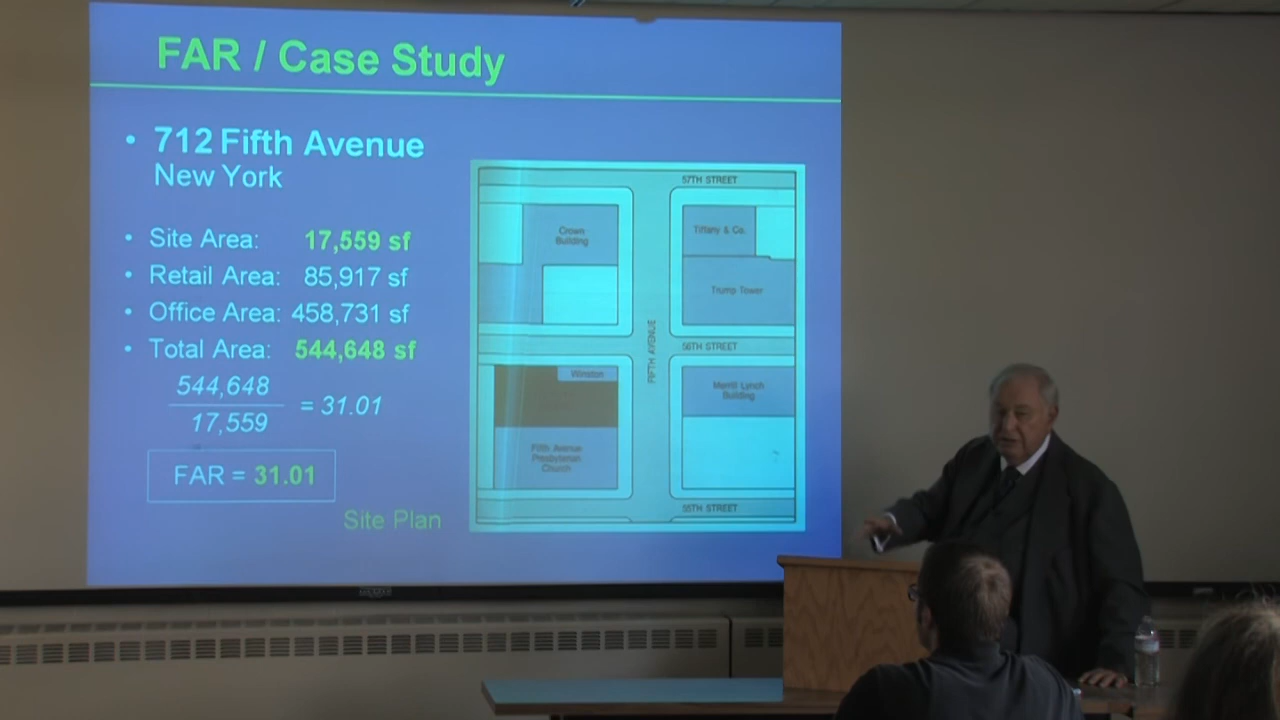 FAR / Case Study
• 712 Fifth Avenue
New York
• Site Area: 17,559 sf
• Retail Area: 85,917 sf
• Office Area: 458,731 sf
• Total Area: 544,648 sf
544,648
17,559
= 31.01
FAR = 31.01
Site Plan
57TH STREET
Crown
Building
Tiffany & Co.
Trump Tower
FIFTH AVENUE
56TH STREET
Winston
Merrill Lynch
Building
Fifth Avenue
Presbyterian
Church
55TH STREET